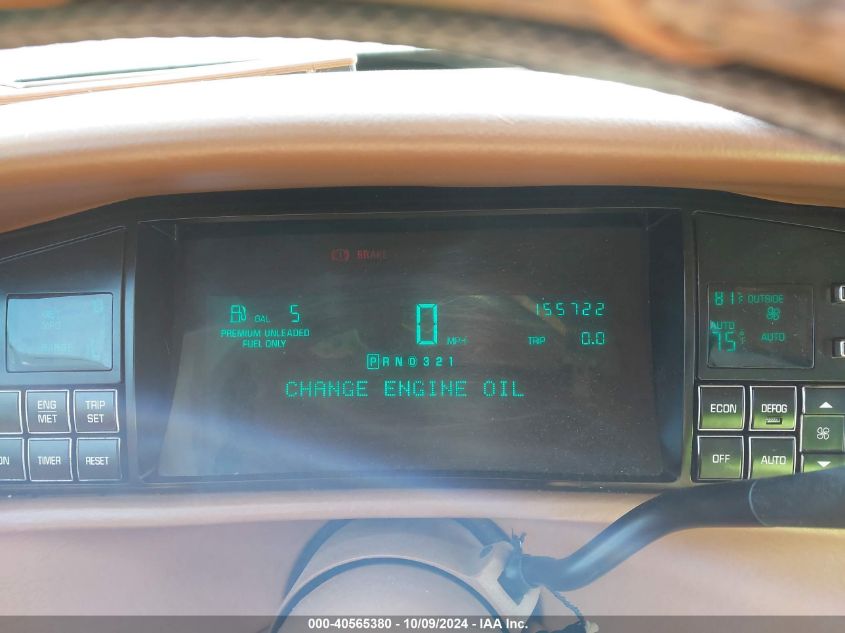 BRAKE
GAL 5
PREMIUM UNLEADED
FUEL ONLY
0 MPH
155722
TRIP 0.0
P R N D 3 2 1
CHANGE ENGINE OIL
81°F OUTSIDE
AUTO
75°F AUTO
ENG MET
TRIP SET
TIMER
RESET
ECON
DEFOG
OFF
AUTO
000-40565380 - 10/09/2024 - IAA Inc.